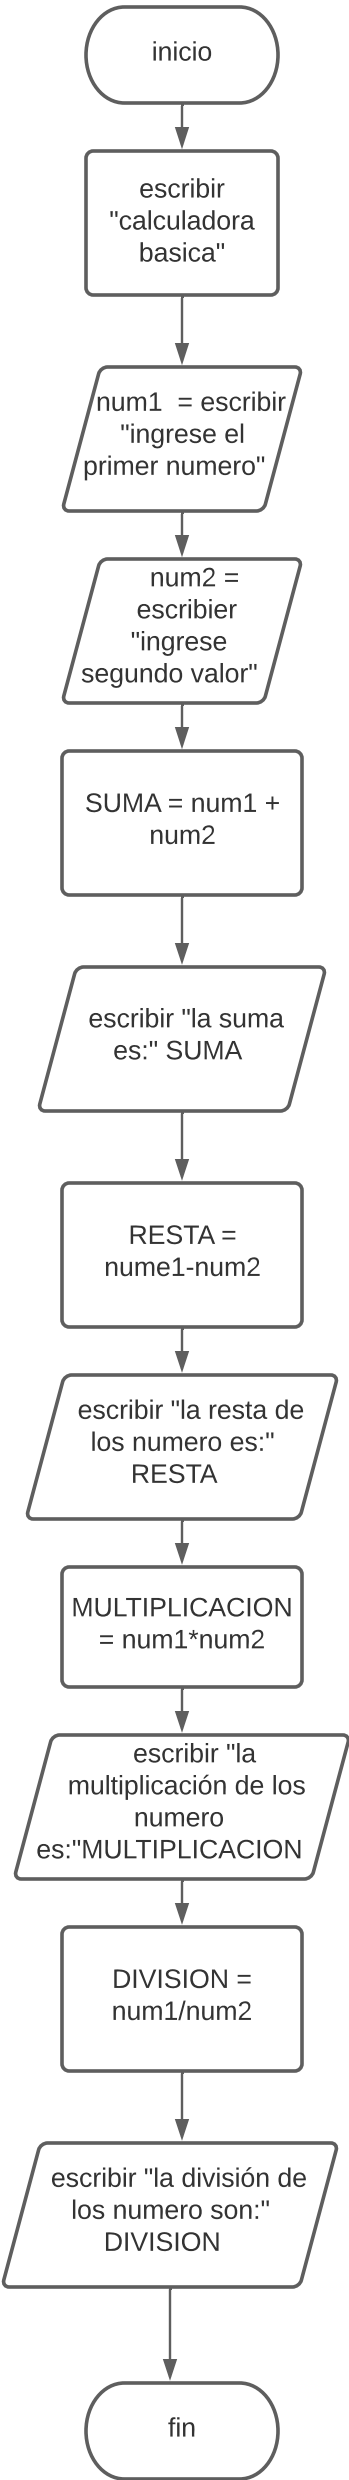 inicio
escribir
"calculadora
basica"
num1  = escribir
"ingrese el
primer numero"
num2 =
escribier
"ingrese
segundo valor"
SUMA = num1 +
num2
escribir "la suma
es:" SUMA
RESTA =
nume1-num2
escribir "la resta de
los numero es:"
RESTA
MULTIPLICACION
= num1*num2
escribir "la
multiplicación de los
numero
es:"MULTIPLICACION
DIVISION =
num1/num2
escribir "la división de
los numero son:"
DIVISION
fin